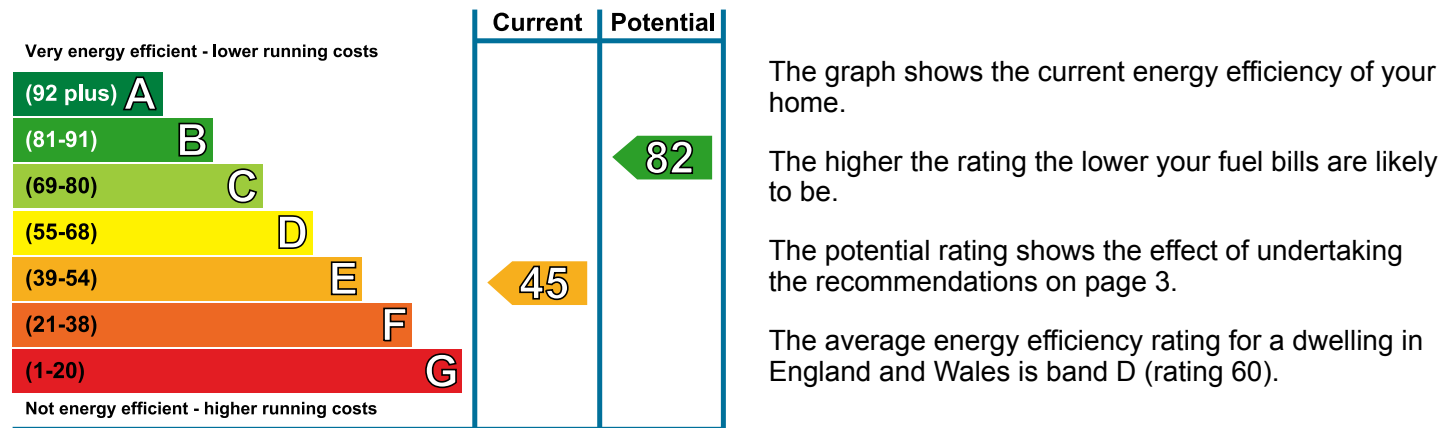 Current Potential
Very energy efficient - lower running costs
(92 plus) A
(81-91) B
82
(69-80) C
(55-68) D
(39-54) E
45
(21-38) F
(1-20) G
Not energy efficient - higher running costs
The graph shows the current energy efficiency of your
home.
The higher the rating the lower your fuel bills are likely
to be.
The potential rating shows the effect of undertaking
the recommendations on page 3.
The average energy efficiency rating for a dwelling in
England and Wales is band D (rating 60).